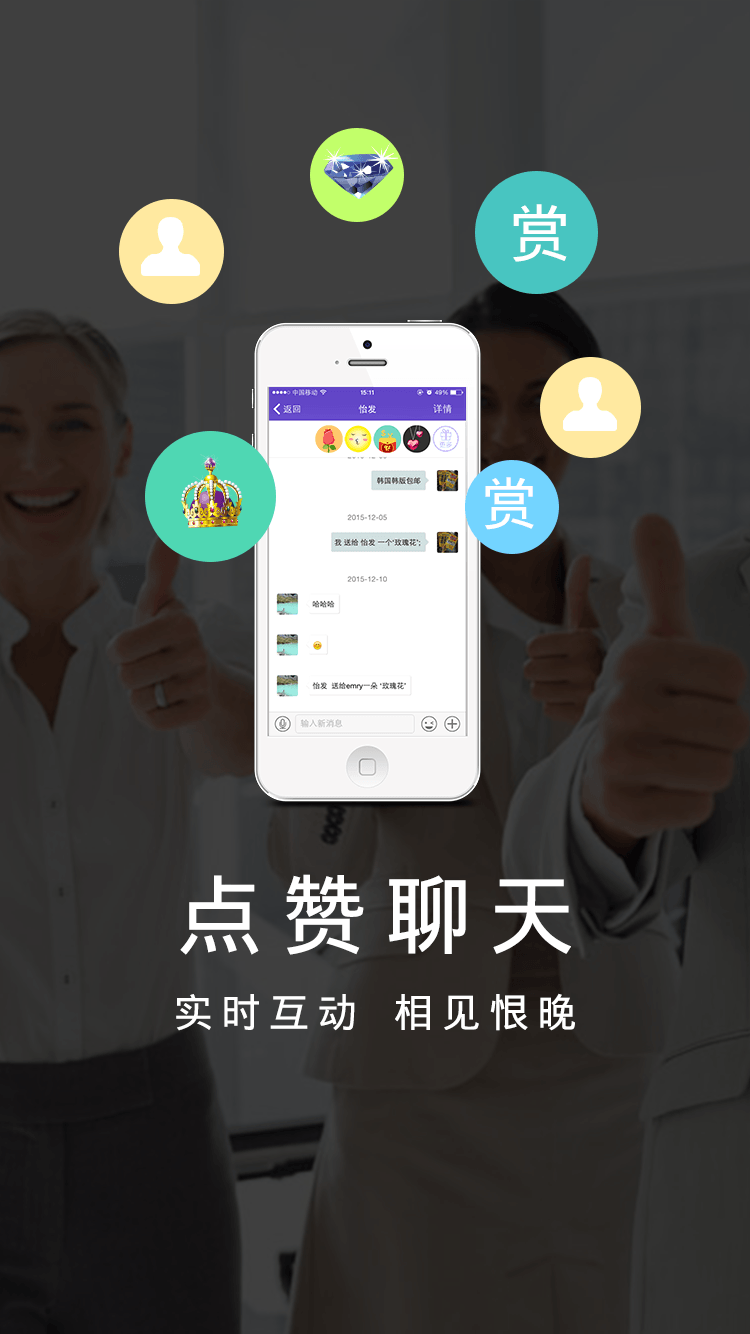 赏
赏
中国移动 15:11 49%
返回 怡发 详情
韩国韩版包邮
2015-12-05
我 送给 怡发 一个"玫瑰花";
2015-12-10
哈哈哈
怡发 送给emry一朵 "玫瑰花"
输入新消息
点赞聊天
实时互动 相见恨晚